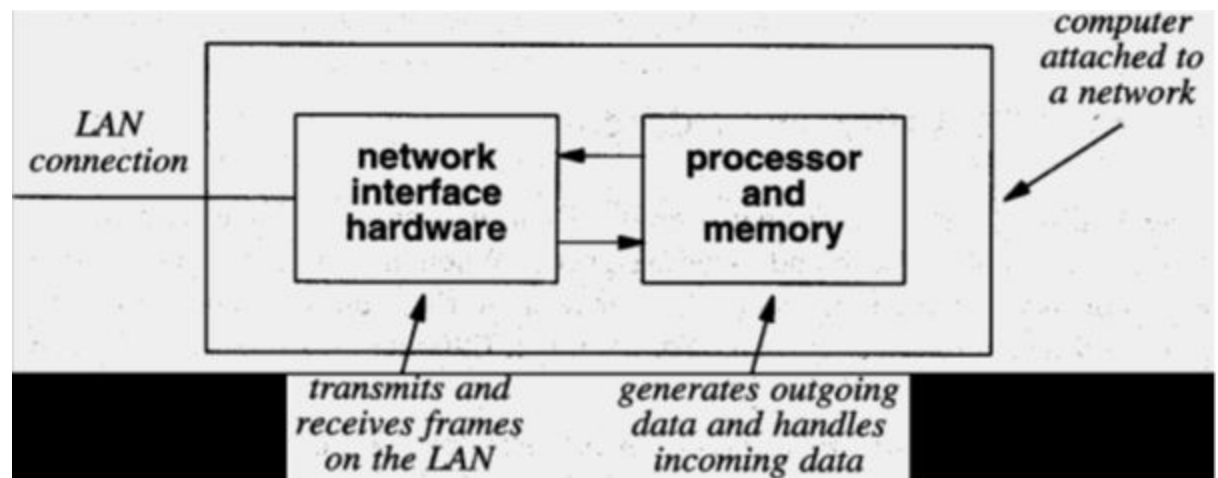 computer
attached to
a network
LAN
connection
network
interface
hardware
processor
and
memory
transmits and
receives frames
on the LAN
generates outgoing
data and handles
incoming data